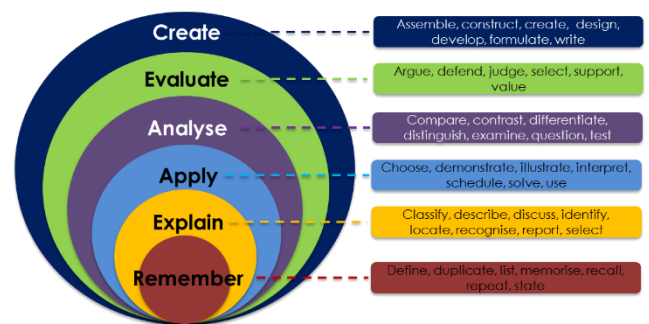 Create
Assemble, construct, create, design,
develop, formulate, write
Evaluate
Argue, defend, judge, select, support,
value
Analyse
Compare, contrast, differentiate,
distinguish, examine, question, test
Apply
Choose, demonstrate, illustrate, interpret,
schedule, solve, use
Explain
Classify, describe, discuss, identify,
locate, recognise, report, select
Remember
Define, duplicate, list, memorise, recall,
repeat, state